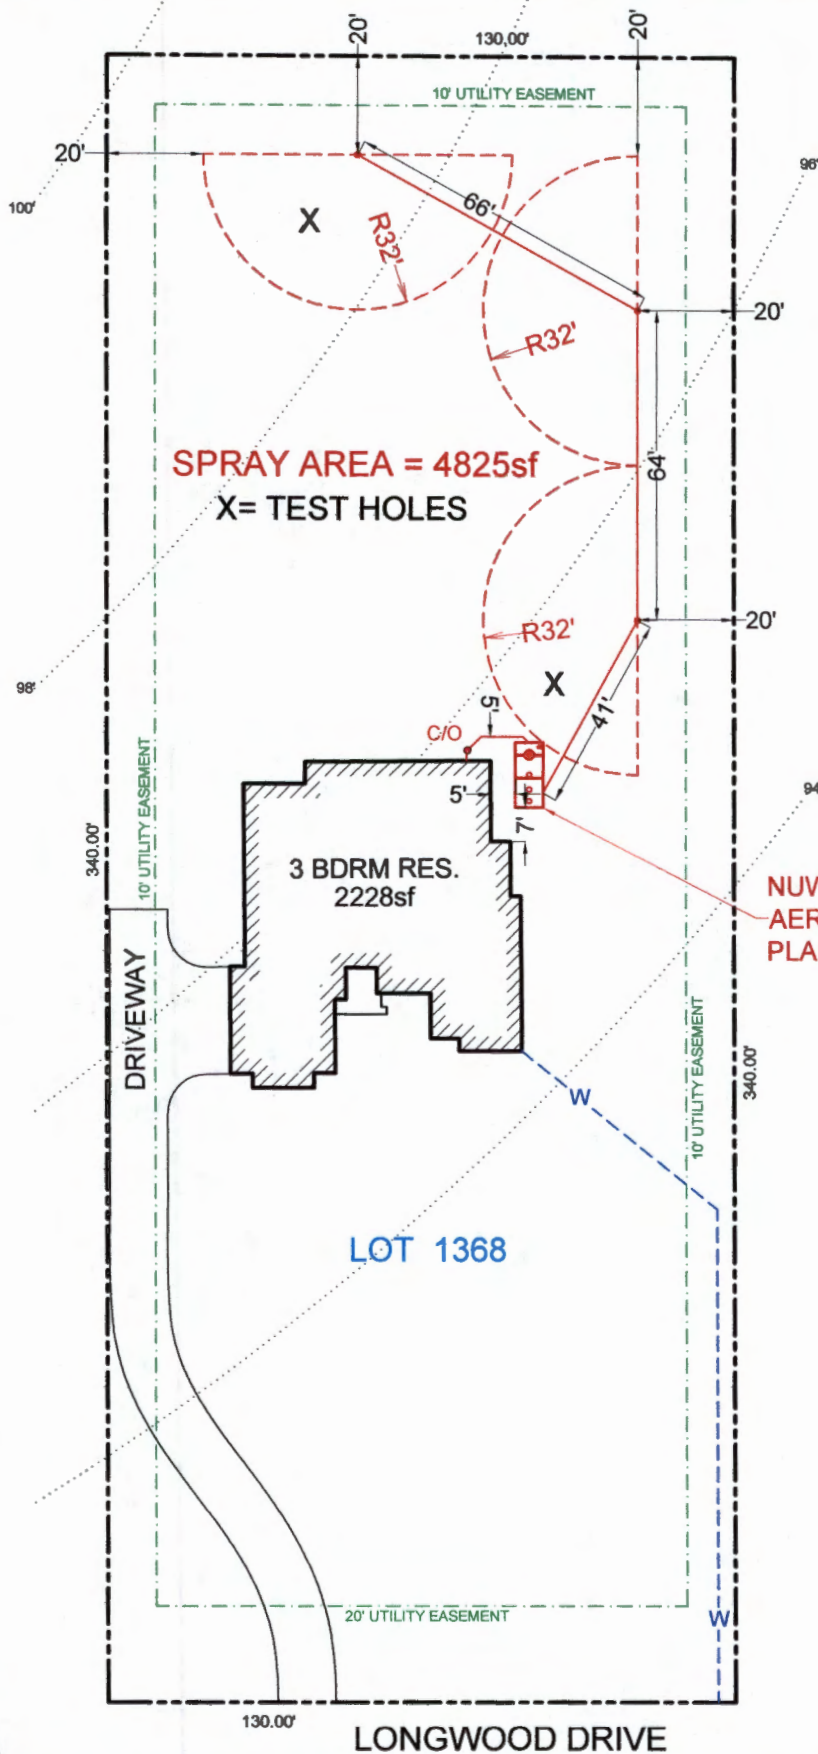 20'
130.00'
20'
10' UTILITY EASEMENT
20'
96'
100'
X
66'
R32'
20'
R32'
SPRAY AREA = 4825sf
X= TEST HOLES
64'
R32'
20'
98'
X
41'
C/O
5'
5'
7'
94
10' UTILITY EASEMENT
340.00'
3 BDRM RES.
2228sf
NUW
AER
PLA
DRIVEWAY
10' UTILITY EASEMENT
340.00'
W
LOT 1368
20' UTILITY EASEMENT
W
130.00'
LONGWOOD DRIVE